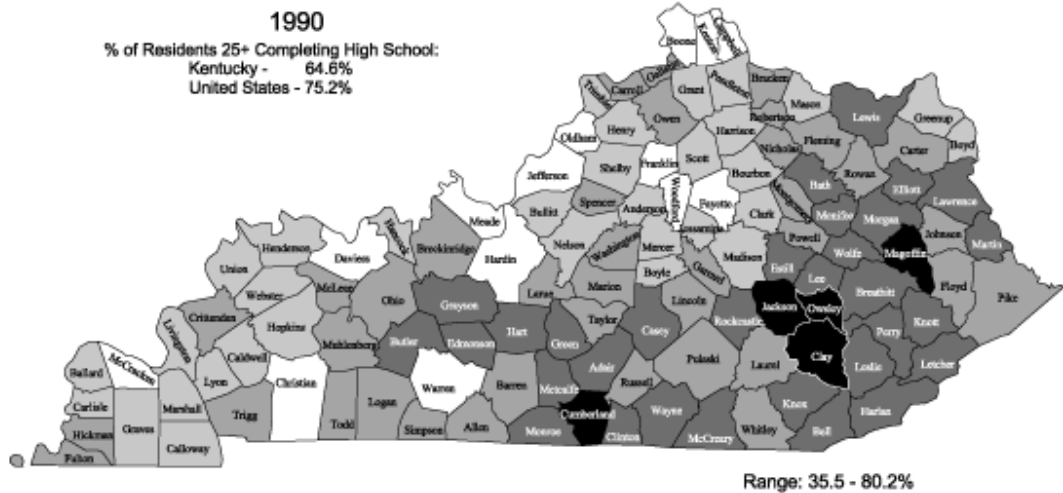 1990
% of Residents 25+ Completing High School:
Kentucky - 64.6%
United States - 75.2%
Boone
Kenton
Campbell
Gallatin
Carroll
Trimble
Grant
Pendleton
Bracken
Mason
Robertson
Lewis
Greenup
Boyd
Carter
Oldham
Henry
Owen
Harrison
Nicholas
Fleming
Rowan
Elliott
Lawrence
Jefferson
Shelby
Franklin
Scott
Bourbon
Bath
Montgomery
Menifee
Morgan
Johnson
Martin
Meade
Bullitt
Spencer
Anderson
Woodford
Fayette
Clark
Powell
Wolfe
Magoffin
Floyd
Pike
Hancock
Breckinridge
Hardin
Nelson
Washington
Mercer
Jessamine
Madison
Garrard
Boyle
Estill
Lee
Breathitt
Knott
Henderson
Daviess
Union
Webster
McLean
Ohio
Grayson
Larue
Marion
Lincoln
Rockcastle
Jackson
Owsley
Perry
Letcher
Crittenden
Livingston
Hopkins
Muhlenberg
Butler
Edmonson
Hart
Green
Taylor
Casey
Pulaski
Laurel
Clay
Leslie
Harlan
Ballard
McCracken
Lyon
Caldwell
Christian
Warren
Barren
Metcalfe
Adair
Russell
Knox
Bell
Carlisle
Graves
Marshall
Trigg
Todd
Logan
Simpson
Allen
Monroe
Cumberland
Clinton
Wayne
McCreary
Whitley
Hickman
Fulton
Calloway
Range: 35.5 - 80.2%